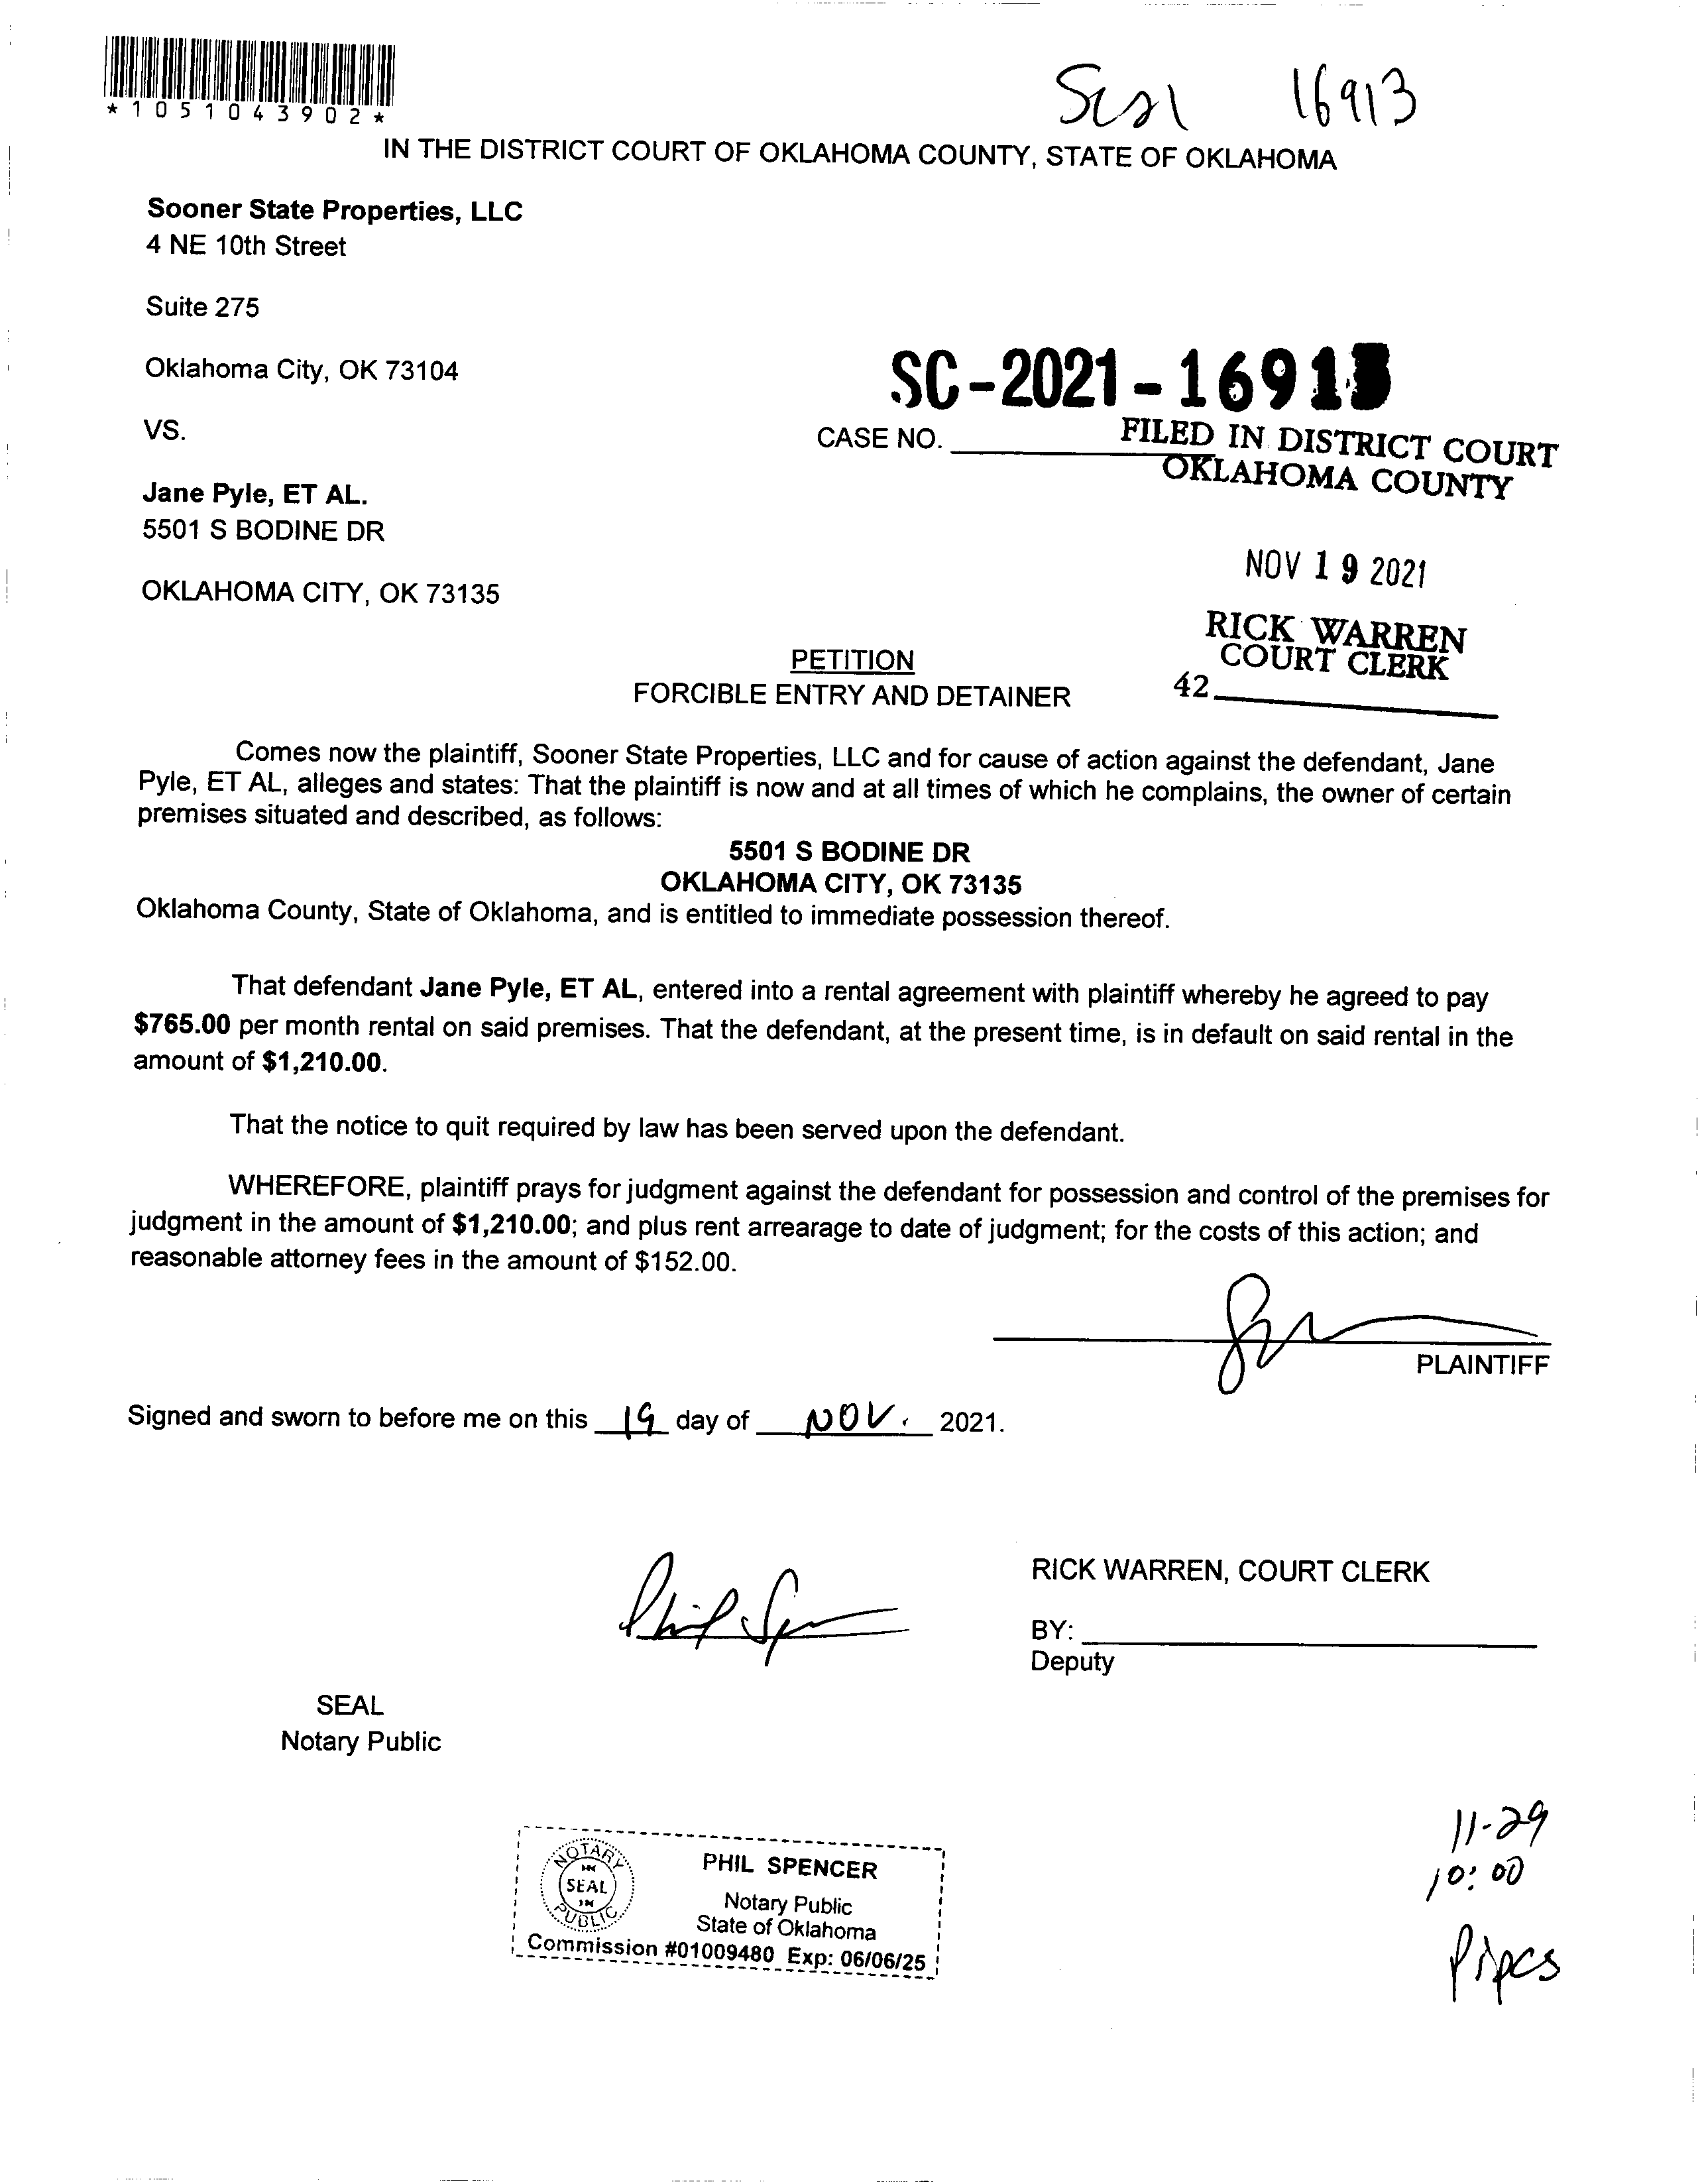 *1051043902*
SC21 16913
IN THE DISTRICT COURT OF OKLAHOMA COUNTY, STATE OF OKLAHOMA
Sooner State Properties, LLC
4 NE 10th Street
Suite 275
Oklahoma City, OK 73104
SC-2021-16913
VS.
CASE NO.
FILED IN DISTRICT COURT
OKLAHOMA COUNTY
Jane Pyle, ET AL.
5501 S BODINE DR
OKLAHOMA CITY, OK 73135
NOV 19 2021
RICK WARREN
COURT CLERK
42
PETITION
FORCIBLE ENTRY AND DETAINER
Comes now the plaintiff, Sooner State Properties, LLC and for cause of action against the defendant, Jane
Pyle, ET AL, alleges and states: That the plaintiff is now and at all times of which he complains, the owner of certain
premises situated and described, as follows:
5501 S BODINE DR
OKLAHOMA CITY, OK 73135
Oklahoma County, State of Oklahoma, and is entitled to immediate possession thereof.
That defendant Jane Pyle, ET AL, entered into a rental agreement with plaintiff whereby he agreed to pay
$765.00 per month rental on said premises. That the defendant, at the present time, is in default on said rental in the
amount of $1,210.00.
That the notice to quit required by law has been served upon the defendant.
WHEREFORE, plaintiff prays for judgment against the defendant for possession and control of the premises for
judgment in the amount of $1,210.00; and plus rent arrearage to date of judgment; for the costs of this action; and
reasonable attorney fees in the amount of $152.00.
PLAINTIFF
Signed and sworn to before me on this 19 day of NOV. 2021.
RICK WARREN, COURT CLERK
BY:
Deputy
SEAL
Notary Public
NOTARY
SEAL
PUBLIC
PHIL SPENCER
Notary Public
State of Oklahoma
Commission #01009480 Exp: 06/06/25
11-29
10:00
Pipes